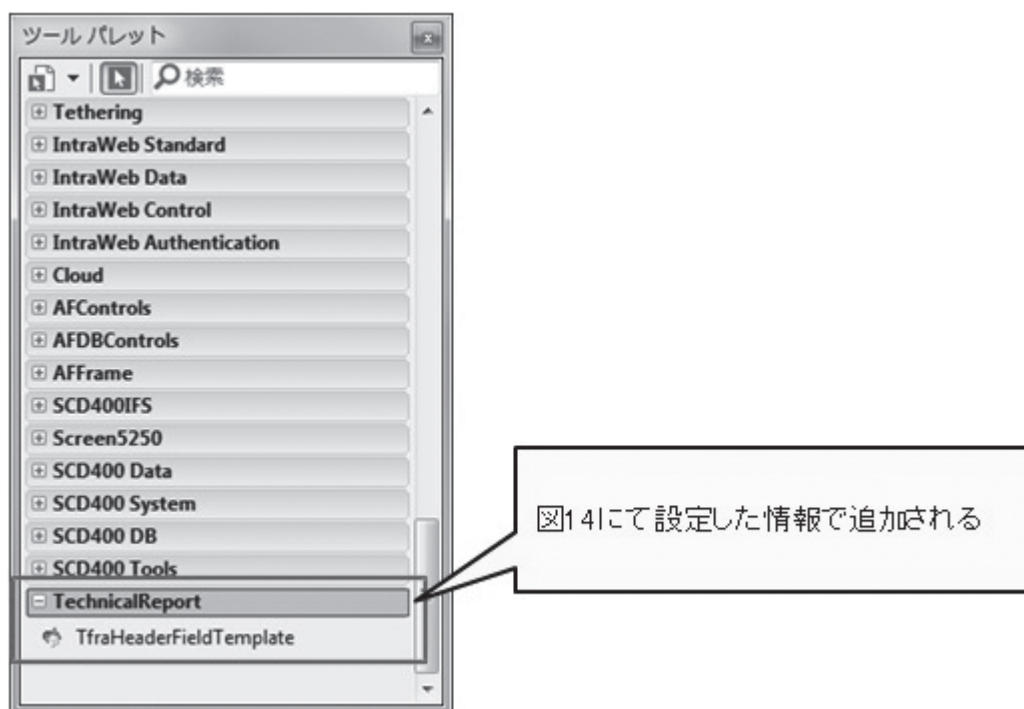 ツール パレット
検索
Tethering
IntraWeb Standard
IntraWeb Data
IntraWeb Control
IntraWeb Authentication
Cloud
AFControls
AFDBControls
AFFrame
SCD400IFS
Screen5250
SCD400 Data
SCD400 System
SCD400 DB
SCD400 Tools
TechnicalReport
TfraHeaderFieldTemplate
図14にて設定した情報で追加される